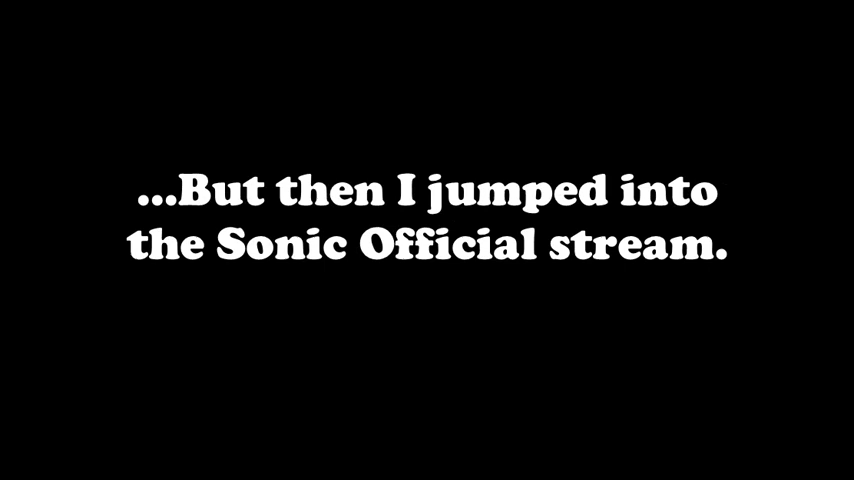 ...But then I jumped into
the Sonic Official stream.